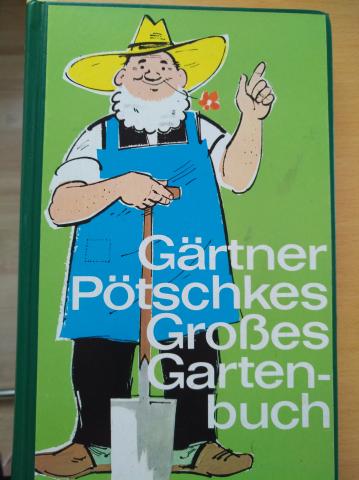 Gärtner
Pötschkes
Großes
Garten-
buch